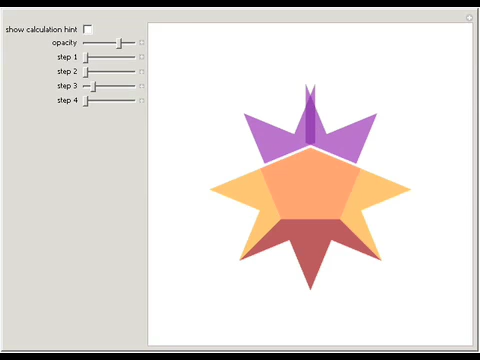 show calculation hint
opacity
step 1
step 2
step 3
step 4